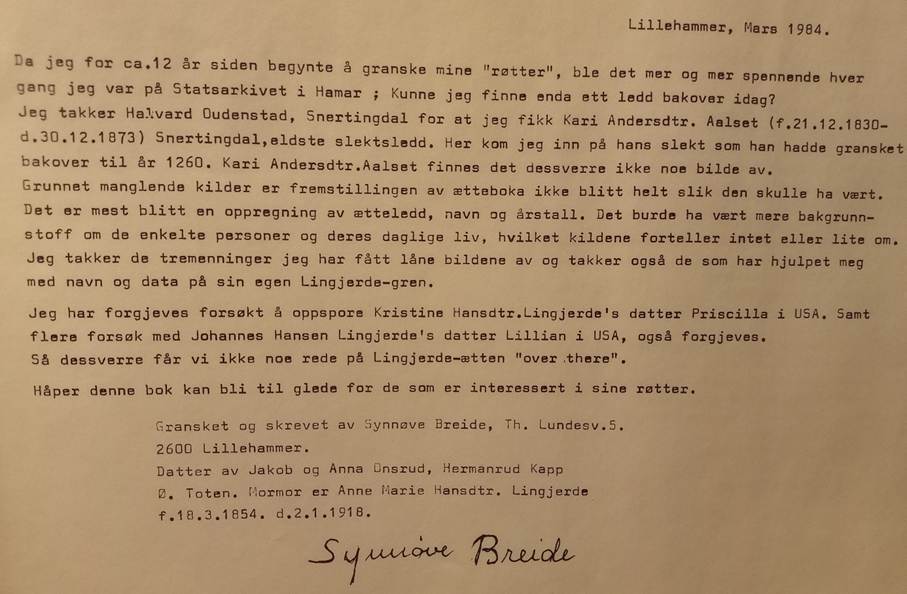 Lillehammer, Mars 1984.
Da jeg for ca.12 år siden begynte å granske mine "røtter", ble det mer og mer spennende hver
gang jeg var på Statsarkivet i Hamar ; Kunne jeg finne enda ett ledd bakover idag?
Jeg takker Halvard Oudenstad, Snertingdal for at jeg fikk Kari Andersdtr. Aalset (f.21.12.1830-
d.30.12.1873) Snertingdal,eldste slektsledd. Her kom jeg inn på hans slekt som han hadde gransket
bakover til år 1260. Kari Andersdtr.Aalset finnes det dessverre ikke noe bilde av.
Grunnet manglende kilder er fremstillingen av ætteboka ikke blitt helt slik den skulle ha vært.
Det er mest blitt en oppregning av ætteledd, navn og årstall. Det burde ha vært mere bakgrunn-
stoff om de enkelte personer og deres daglige liv, hvilket kildene forteller intet eller lite om.
Jeg takker de tremenninger jeg har fått låne bildene av og takker også de som har hjulpet meg
med navn og data på sin egen Lingjerde-gren.
Jeg har forgjeves forsøkt å oppspore Kristine Hansdtr.Lingjerde's datter Priscilla i USA. Samt
flere forsøk med Johannes Hansen Lingjerde's datter Lillian i USA, også forgjeves.
Så dessverre får vi ikke noe rede på Lingjerde-ætten "over there".
Håper denne bok kan bli til glede for de som er interessert i sine røtter.
Gransket og skrevet av Synnøve Breide, Th. Lundesv.5.
2600 Lillehammer.
Datter av Jakob og Anna Onsrud, Hermanrud Kapp
Ø. Toten. Mormor er Anne Marie Hansdtr. Lingjerde
f.18.3.1854. d.2.1.1918.
Synnøve Breide